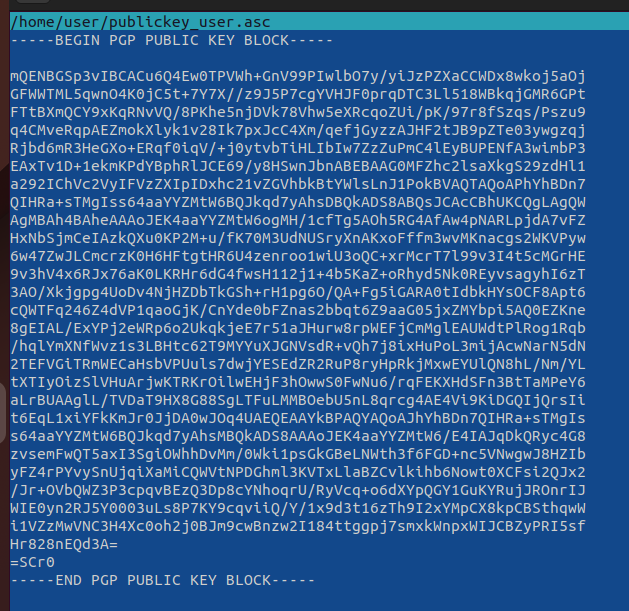 /home/user/publickey_user.asc
-----BEGIN PGP PUBLIC KEY BLOCK-----
mQENBGSp3vIBCACu6Q4Ew0TPVWh+GnV99PIwlbO7y/yiJzPZXaCCWDx8wkoj5aOj
GFWTML5qwnO4K0jC5t+7Y7X//z9J5P7cgYVHJF0prqDTC3Ll518WBkqjGMR6GPt
FTtBXmQCY9xKqRNvVQ/8PKhe5njDVk78Vhw5eXRcqoZUi/pK/97r8fSzqs/Pszu9
q4CMveRqpAEZmokXlyk1v28Ik7pxJcC4Xm/qefjGyzzAJHF2tJB9pZTe03ywgzqj
Rjbd6mR3HeGXo+ERqf0iqV/+j0ytvbTiHLIbIw7ZzZuPmC4lEyBUPENfA3wimbP3
EAxTv1D+1ekmKPdYBphRlJCE69/y8HSwnJbnABEBAAG0MFZhc2lsaXkgS29zdHl1
a292IChVc2VyIFVzZXIpIDxhc21vZGVhbkBtYWlsLnJ1PokBVAQTAQoAPhYhBDn7
QIHRa+sTMgIss64aaYYZMtW6BQJkqd7yAhsDBQkADS8ABQsJCAcCBhUKCQgLAgQW
AgMBAh4BAheAAAoJEK4aaYYZMtW6ogMH/1cfTg5AOh5RG4AfAw4pNARLpjdA7vFZ
HxNbSjmCeIAzkQXu0KP2M+u/fK70M3UdNUSryXnAKxoFffm3wvMKnacgs2WKVPyw
6w47ZwJLCmcrzK0H6HFtgtHR6U4zenroo1wiU3oQC+xrMcrT7l99v3I4t5cMGrHE
9v3hV4x6RJx76aK0LKRHr6dG4fwsH112j1+4b5KaZ+oRhyd5Nk0REyvsagyhI6zT
3AO/Xkjgpg4UoDv4NjHZDbTkGSh+rH1pg6O/QA+Fg5iGARA0tIdbkHYsOCF8Apt6
cQWTFq246Z4dVP1qaoGjK/CnYde0bFZnas2bbqt6Z9aaG05jxZMYbpi5AQ0EZKne
8gEIAL/ExYPj2eWRp6o2UkqkjeE7r51aJHurw8rpWEFjCmMglEAUWdtPlRog1Rqb
/hqlYmXNfWvz1s3LBHtc62T9MYYuXJGNVsdR+vQh7j8ixHuPoL3mijAcwNarN5dN
2TEFVGiTRmWECaHsbVPUuls7dwjYESEdZR2RuP8ryHpRkjMxwEYUlQN8hL/Nm/YL
tXTIyOizSlVHuArjwKTRKrOilwEHjF3hOwwS0FwNu6/rqFEKXHdSFn3BtTaMPeY6
aLrBUAAglL/TVDaT9HX8G88SgLTFuLMMBOebU5nL8qrcg4AE4Vi9KiDGQIjQrsIi
t6EqL1xiYFkKmJr0JjDA0wJOq4UAEQEAAYkBPAQYAQoAJhYhBDn7QIHRa+sTMgIs
s64aaYYZMtW6BQJkqd7yAhsMBQkADS8AAAoJEK4aaYYZMtW6/E4IAJqDkQRyc4G8
zvsemFwQT5axI3SgiOWhhDvMm/0Wki1psGkGBeLNWth3f6FGD+nc5VNwgwJ8HZIb
yFZ4rPYvySnUjqiXaMiCQWVtNPDGhml3KVTxLlaBZCvlkihb6Nowt0XCFsi2QJx2
/Jr+OVbQWZ3P3cpqvBEzQ3Dp8cYNhoqrU/RyVcq+o6dXYpQGY1GuKYRujJROnrIJ
WIE0yn2RJ5Y0003uLs8P7KY9cqviiQ/Y/1x9d3t16zTh9I2xYMpCX8kpCBSthqwW
i1VZzMwVNC3H4Xc0oh2j0BJm9cwBnzw2I184ttggpj7smxkWnpxWIJCBZyPRI5sf
Hr828nEQd3A=
=SCr0
-----END PGP PUBLIC KEY BLOCK-----